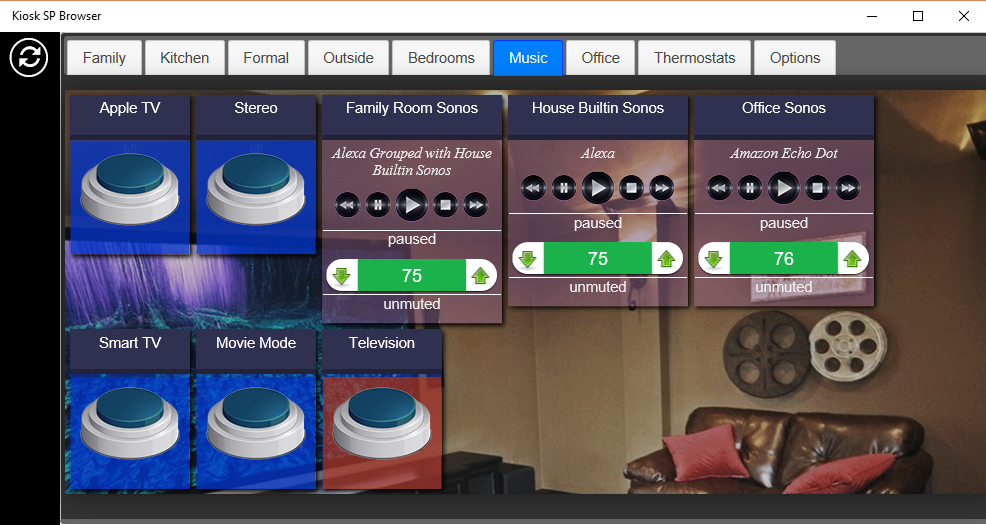 Kiosk SP Browser
Family Kitchen Formal Outside Bedrooms Music Office Thermostats Options
Apple TV
off
Stereo
off
Family Room Sonos
Alexa Grouped with House
Builtin Sonos
paused
75
unmuted
House Builtin Sonos
Alexa
paused
75
unmuted
Office Sonos
Amazon Echo Dot
paused
76
unmuted
Smart TV
Movie Mode
Television